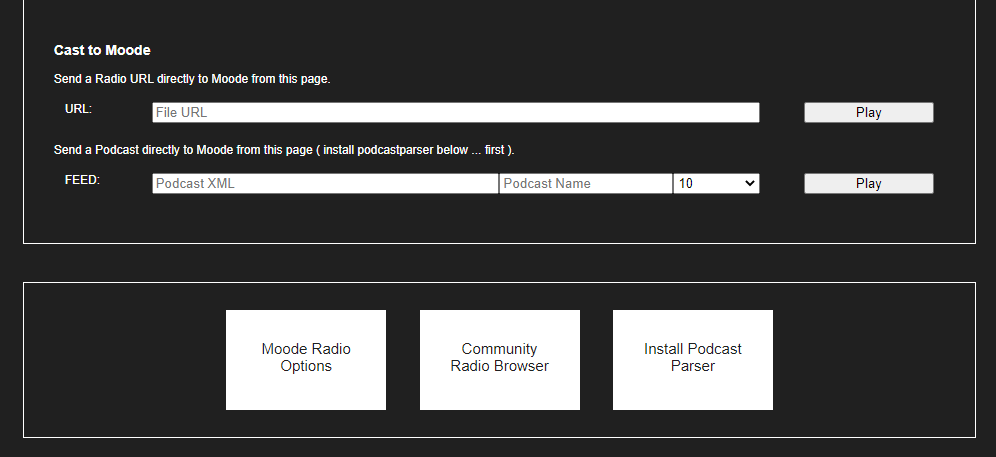 Cast to Moode
Send a Radio URL directly to Moode from this page.
URL: File URL Play
Send a Podcast directly to Moode from this page ( install podcastparser below ... first ).
FEED: Podcast XML Podcast Name 10 Play
Moode Radio
Options
Community
Radio Browser
Install Podcast
Parser